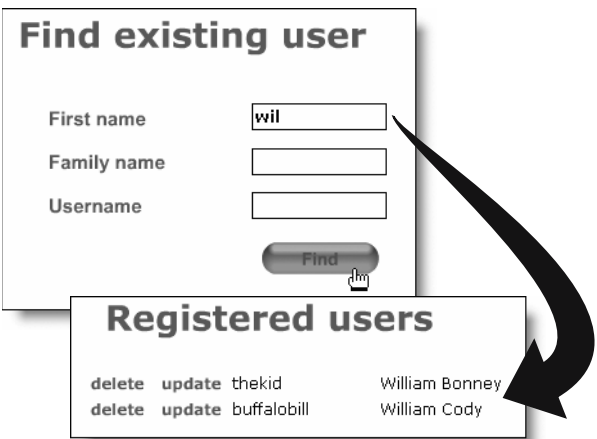 Find existing user
First name wil
Family name
Username
Find
Registered users
delete update thekid William Bonney
delete update buffalobill William Cody